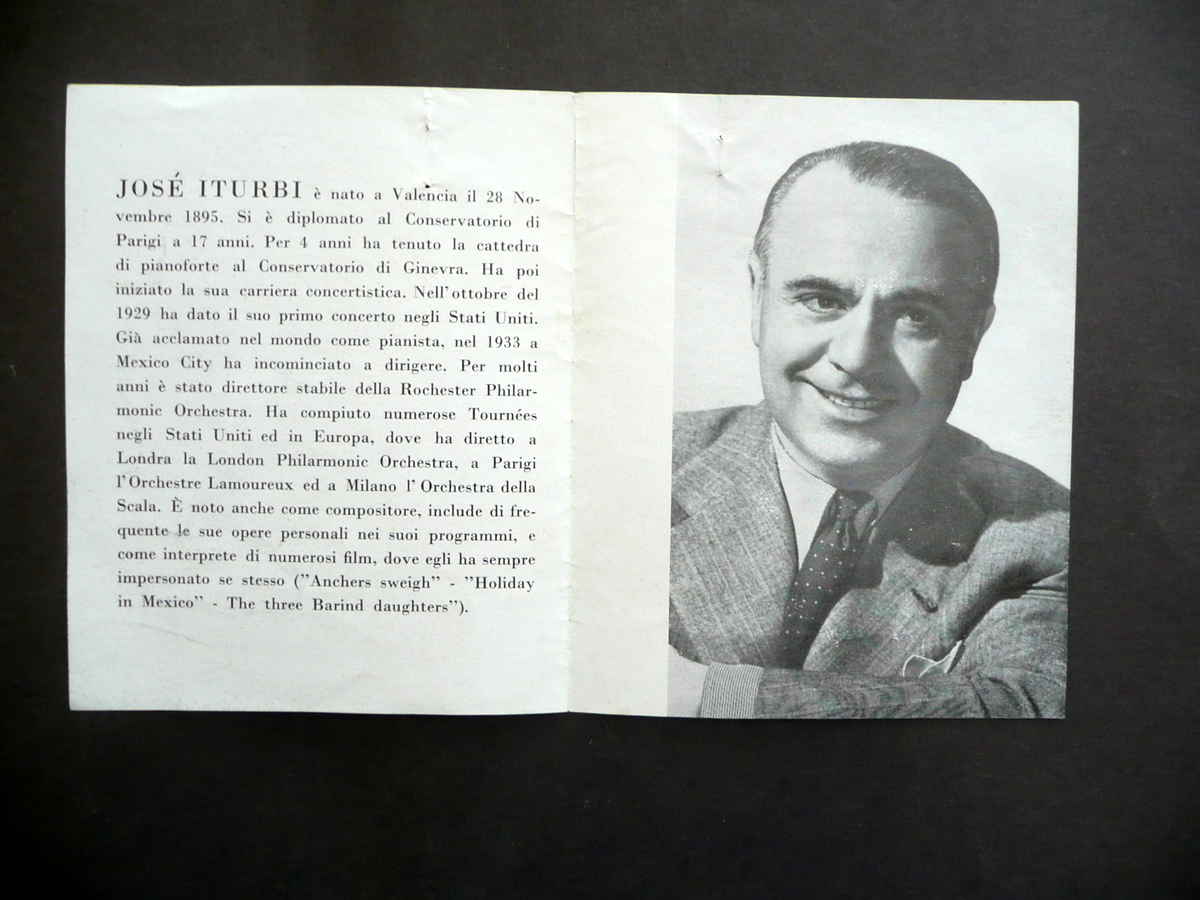 JOSÉ ITURBI è nato a Valencia il 28 No-
vembre 1895. Si è diplomato al Conservatorio di
Parigi a 17 anni. Per 4 anni ha tenuto la cattedra
di pianoforte al Conservatorio di Ginevra. Ha poi
iniziato la sua carriera concertistica. Nell'ottobre del
1929 ha dato il suo primo concerto negli Stati Uniti.
Già acclamato nel mondo come pianista, nel 1933 a
Mexico City ha incominciato a dirigere. Per molti
anni è stato direttore stabile della Rochester Philar-
monic Orchestra. Ha compiuto numerose Tournées
negli Stati Uniti ed in Europa, dove ha diretto a
Londra la London Philarmonic Orchestra, a Parigi
l'Orchestre Lamoureux ed a Milano l'Orchestra della
Scala. È noto anche come compositore, include di fre-
quente le sue opere personali nei suoi programmi, e
come interprete di numerosi film, dove egli ha sempre
impersonato se stesso ("Anchers sweigh" - "Holiday
in Mexico" - The three Barind daughters").